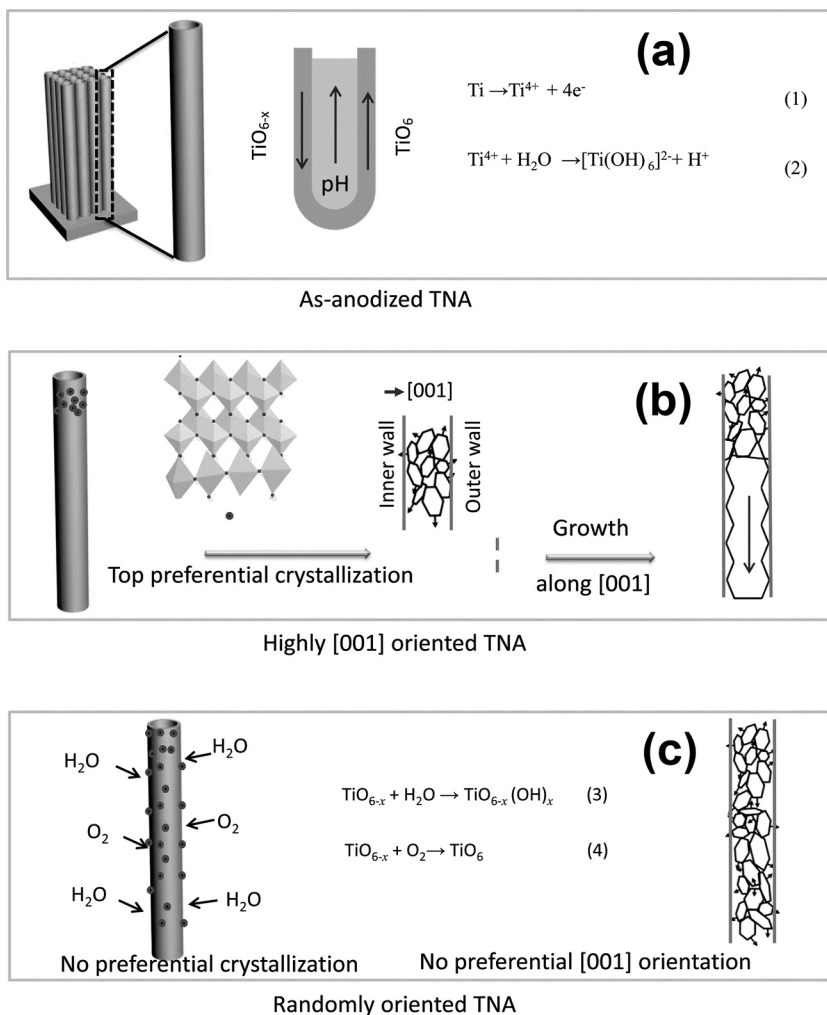 (a)
TiO₆₋ₓ
pH
TiO₆
Ti →Ti⁴⁺ + 4e⁻ (1)
Ti⁴⁺ + H₂O →[Ti(OH)₆]²⁻+ H⁺ (2)
As-anodized TNA
(b)
→[001]
Inner wall
Outer wall
Top preferential crystallization
Growth
along [001]
Highly [001] oriented TNA
(c)
H₂O
H₂O
O₂
O₂
H₂O
H₂O
TiO₆₋ₓ + H₂O → TiO₆₋ₓ(OH)ₓ (3)
TiO₆₋ₓ + O₂→ TiO₆ (4)
No preferential crystallization
No preferential [001] orientation
Randomly oriented TNA